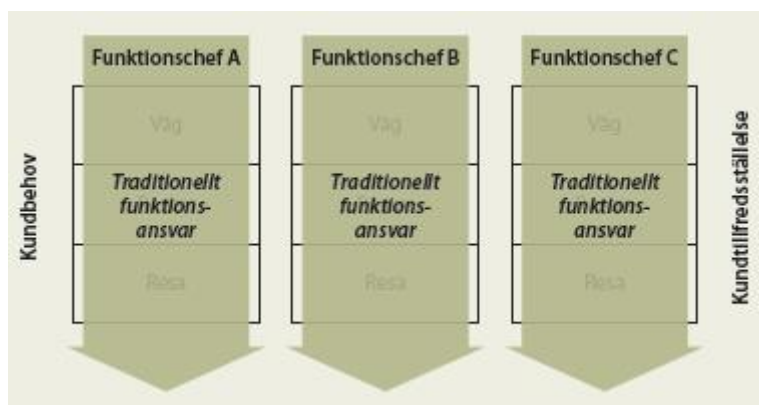 Funktionschef A
Funktionschef B
Funktionschef C
Kundbehov
Väg
Väg
Väg
Traditionellt
funktions-
ansvar
Traditionellt
funktions-
ansvar
Traditionellt
funktions-
ansvar
Resa
Resa
Resa
Kundtillfredsställelse